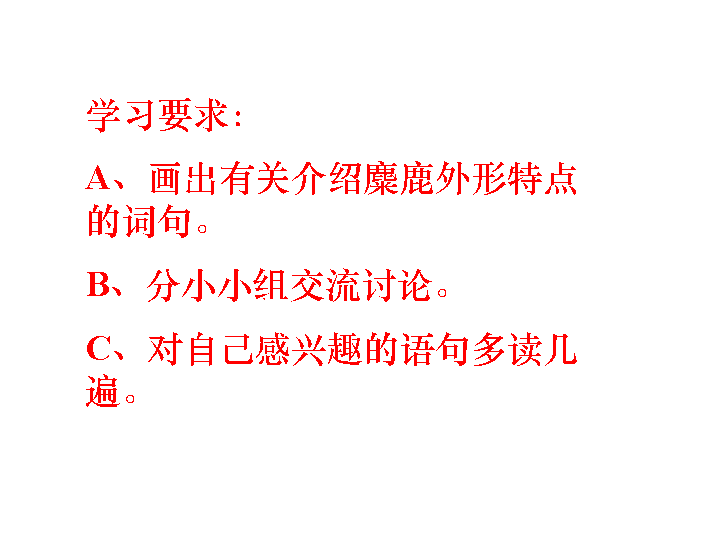 学习要求：
A、画出有关介绍麋鹿外形特点
的词句。
B、分小小组交流讨论。
C、对自己感兴趣的语句多读几
遍。